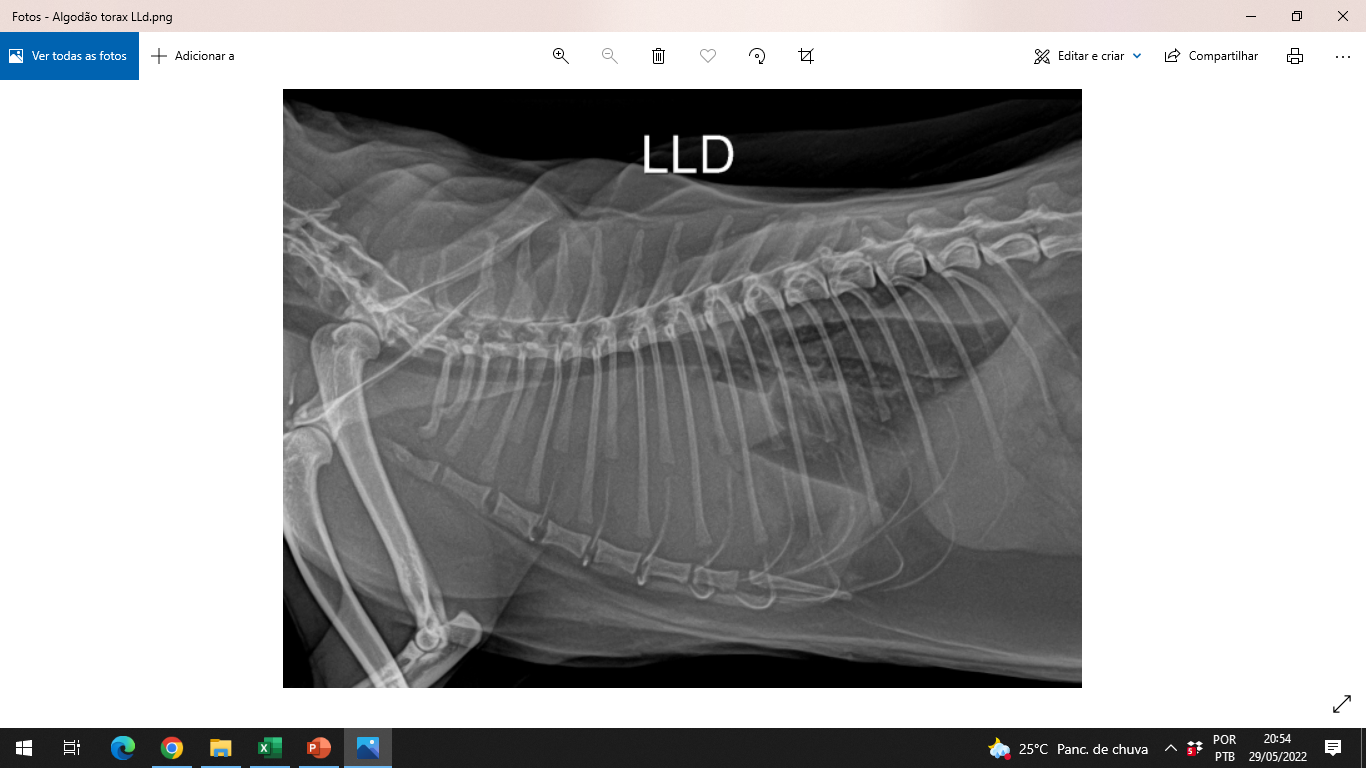 Fotos - Algodão torax LLd.png
Ver todas as fotos
Adicionar a
Editar e criar
Compartilhar
LLD
25°C Panc. de chuva
POR
PTB
20:54
29/05/2022